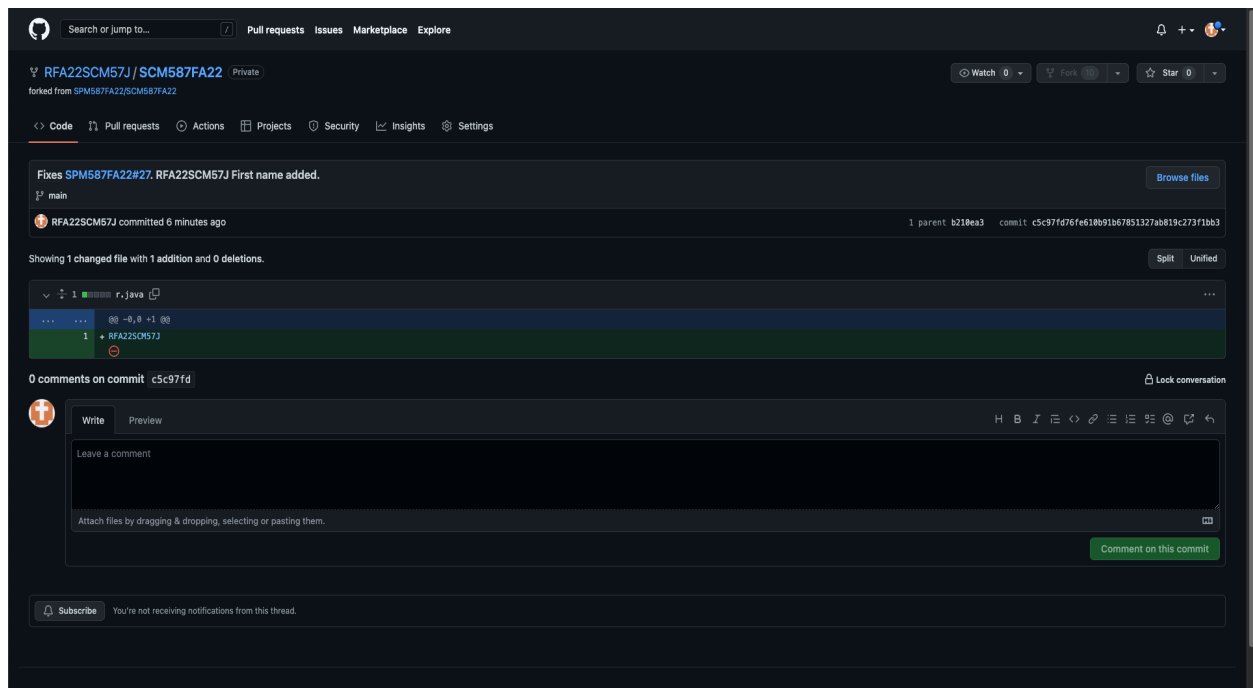 Search or jump to... / Pull requests Issues Marketplace Explore
RFA22SCM57J / SCM587FA22 Private Watch 0 Fork 10 Star 0
forked from SPM587FA22/SCM587FA22
Code Pull requests Actions Projects Security Insights Settings
Fixes SPM587FA22#27. RFA22SCM57J First name added. Browse files
main
RFA22SCM57J committed 6 minutes ago 1 parent b210ea3 commit c5c97fd76fe610b91b67851327ab819c273f1bb3
Showing 1 changed file with 1 addition and 0 deletions. Split Unified
1 r.java ...
... ... @@ -0,0 +1 @@
1 + RFA22SCM57J
0 comments on commit c5c97fd Lock conversation
Write Preview
Leave a comment
Attach files by dragging & dropping, selecting or pasting them.
Comment on this commit
Subscribe You're not receiving notifications from this thread.